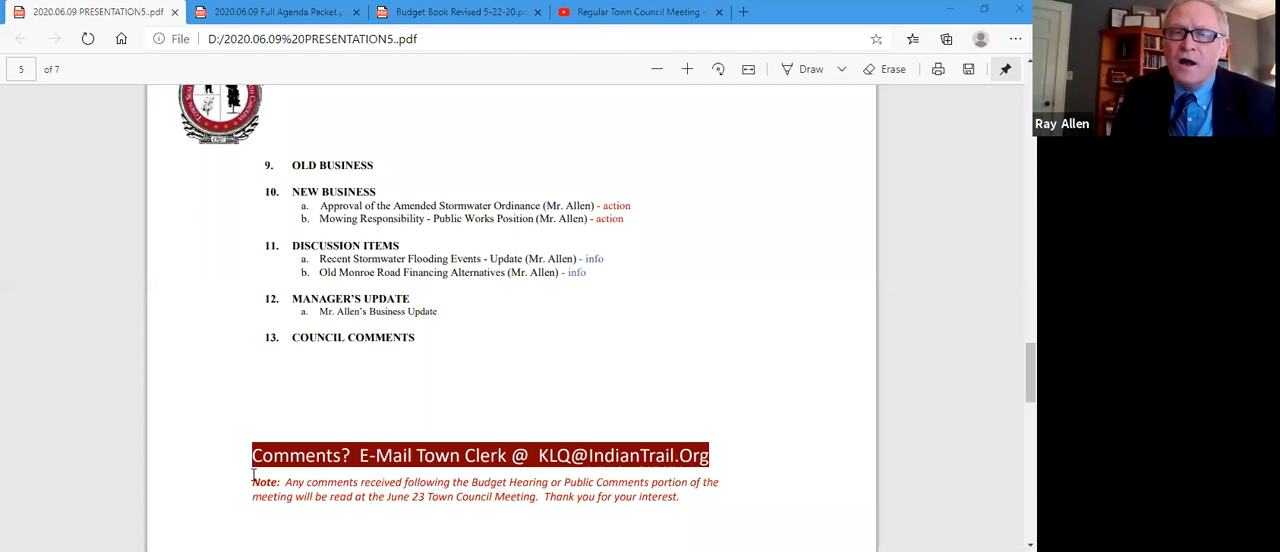 2020.06.09 PRESENTATION5..pdf
2020.06.09 Full Agenda Packet.p
Budget Book Revised 5-22-20.pd
Regular Town Council Meeting -
File D:/2020.06.09%20PRESENTATION5..pdf
5 of 7
Draw
Erase
Ray Allen
9. OLD BUSINESS
10. NEW BUSINESS
a. Approval of the Amended Stormwater Ordinance (Mr. Allen) - action
b. Mowing Responsibility - Public Works Position (Mr. Allen) - action
11. DISCUSSION ITEMS
a. Recent Stormwater Flooding Events - Update (Mr. Allen) - info
b. Old Monroe Road Financing Alternatives (Mr. Allen) - info
12. MANAGER'S UPDATE
a. Mr. Allen's Business Update
13. COUNCIL COMMENTS
Comments? E-Mail Town Clerk @ KLQ@IndianTrail.Org
Note: Any comments received following the Budget Hearing or Public Comments portion of the
meeting will be read at the June 23 Town Council Meeting. Thank you for your interest.